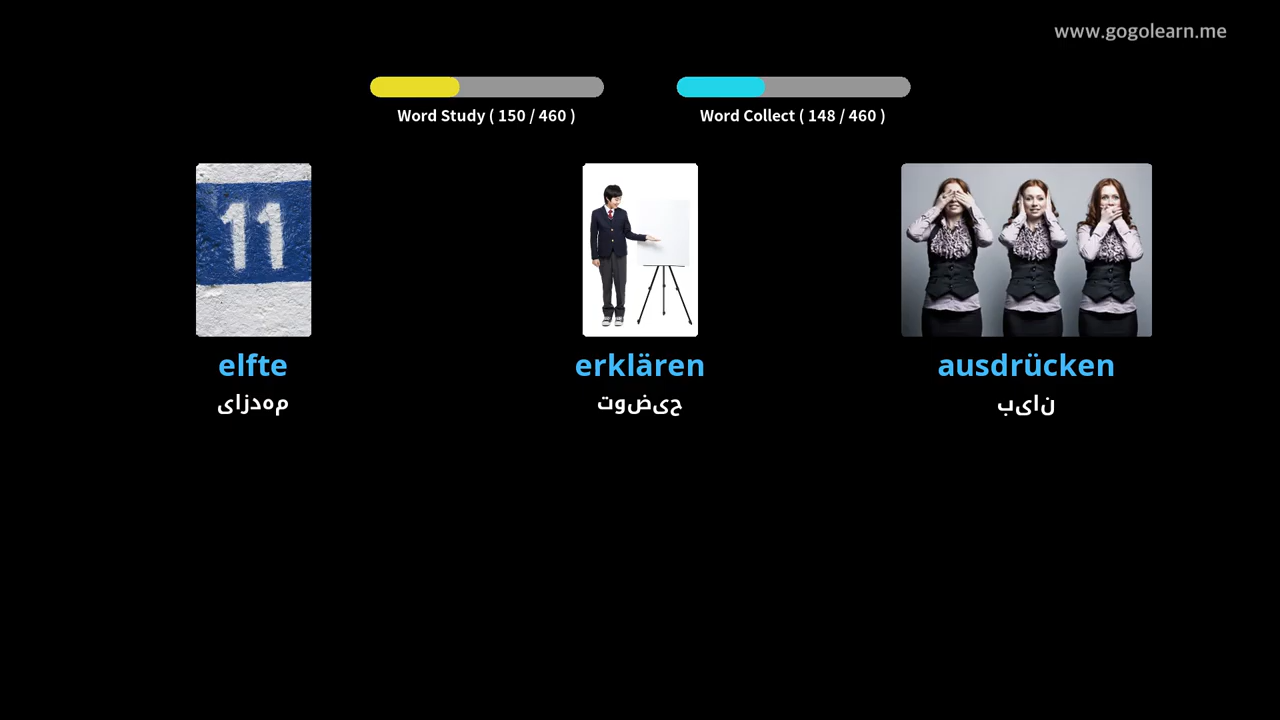 www.gogolearn.me
Word Study ( 150 / 460 )
Word Collect ( 148 / 460 )
11
elfte
مهدزای
erklären
حیضوت
ausdrücken
نایب